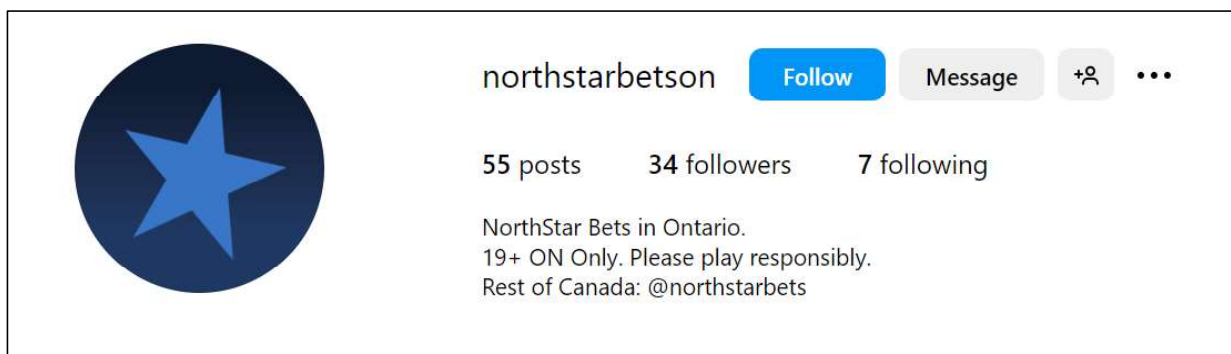 northstarbetson Follow Message
55 posts 34 followers 7 following
NorthStar Bets in Ontario.
19+ ON Only. Please play responsibly.
Rest of Canada: @northstarbets